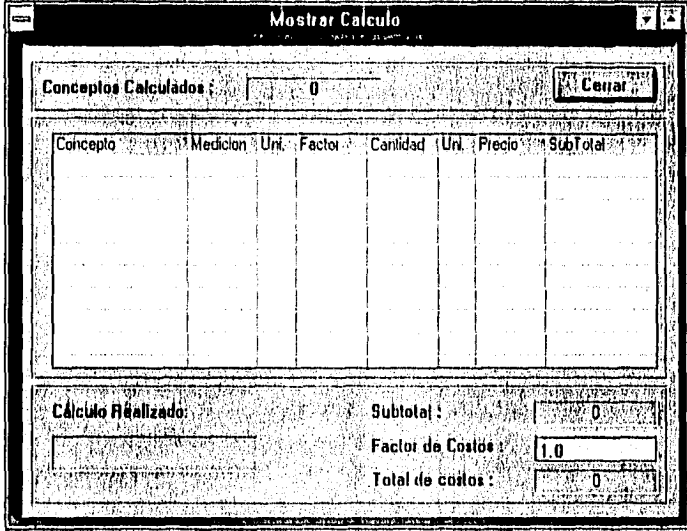 Mostrar Calculo
Conceptos Calculados : 0 Cerrar
Concepto Medicion Uni. Factor Cantidad Uni. Precio SubTotal
Cálculo Realizado: Subtotal : 0
Factor de Costos : 1.0
Total de costos : 0